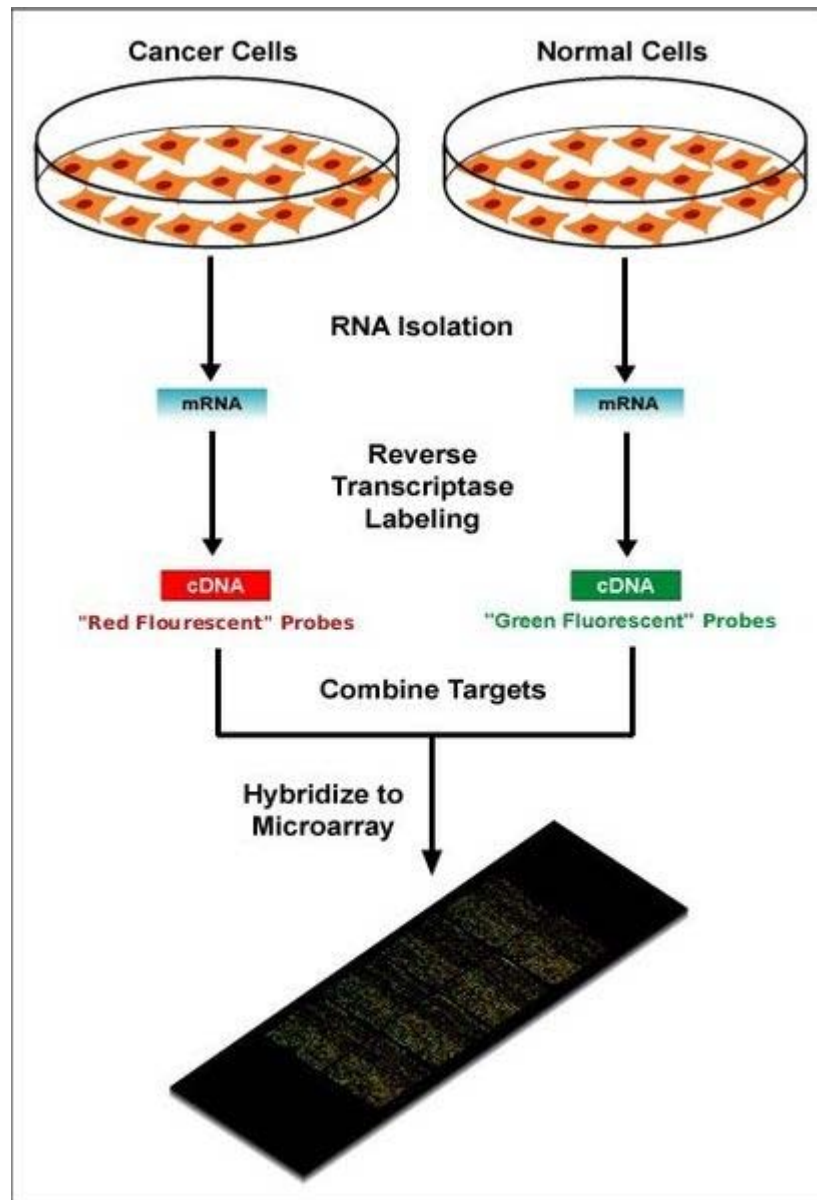 Cancer Cells
Normal Cells
RNA Isolation
mRNA
mRNA
Reverse
Transcriptase
Labeling
cDNA
cDNA
"Red Flourescent" Probes
"Green Fluorescent" Probes
Combine Targets
Hybridize to
Microarray